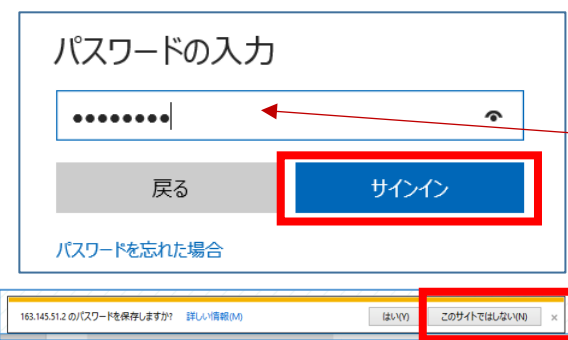 パスワードの入力
••••••••
戻る
サインイン
パスワードを忘れた場合
163.145.51.2 のパスワードを保存しますか? 詳しい情報(M) はい(Y) このサイトではしない(N) ×